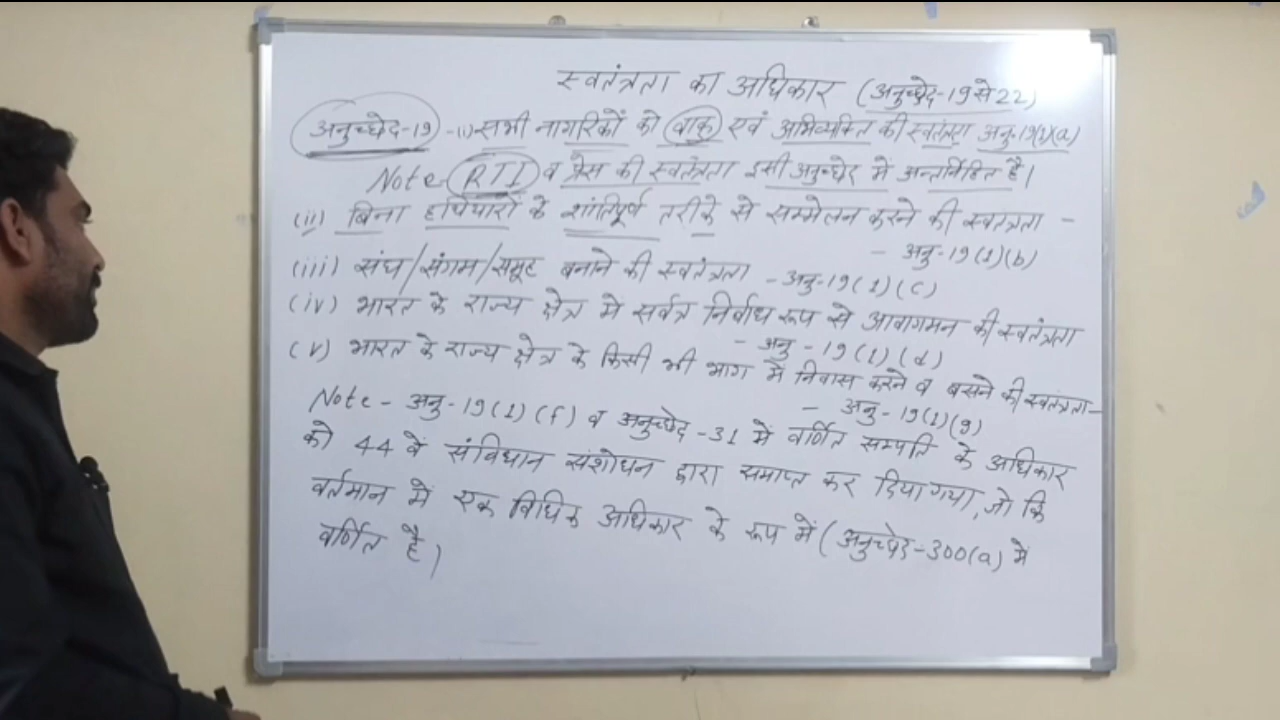 स्वतंत्रता का अधिकार (अनुच्छेद-19 से 22)
अनुच्छेद-19 -(i) सभी नागरिकों को वाक् एवं अभिव्यक्ति की स्वतंत्रता अनु-19(1)(a)
Note- RTI व प्रेस की स्वतंत्रता इसी अनुच्छेद में अन्तर्निहित है।
(ii) बिना हथियारों के शांतिपूर्ण तरीके से सम्मेलन करने की स्वतंत्रता -
- अनु-19(1)(b)
(iii) संघ/संगम/समूह बनाने की स्वतंत्रता - अनु-19(1)(c)
(iv) भारत के राज्य क्षेत्र में सर्वत्र निर्बाध रूप से आवागमन की स्वतंत्रता
- अनु-19(1)(d)
(v) भारत के राज्य क्षेत्र के किसी भी भाग में निवास करने व बसने की स्वतंत्रता-
- अनु-19(1)(g)
Note- अनु-19(1)(f) व अनुच्छेद-31 में वर्णित सम्पति के अधिकार
को 44 वें संविधान संशोधन द्वारा समाप्त कर दिया गया, जो कि
वर्तमान में एक विधिक अधिकार के रूप में (अनुच्छेद-300(a) में
वर्णित है।